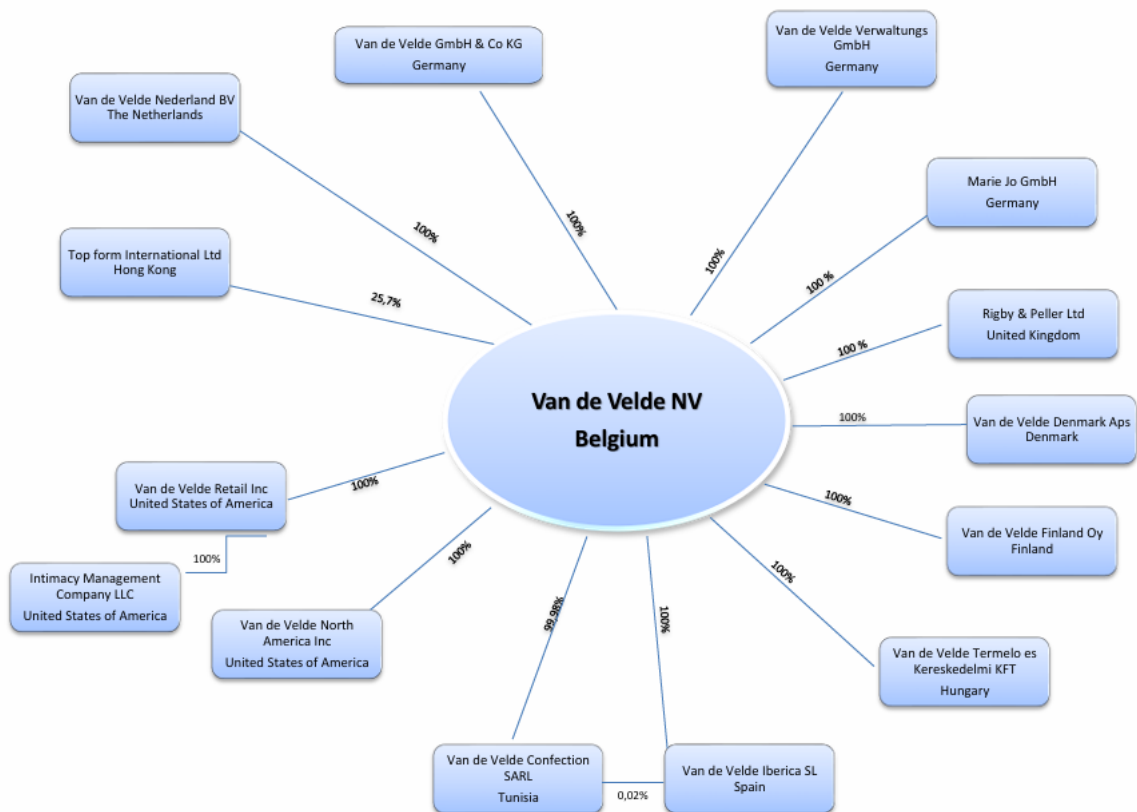 Van de Velde GmbH & Co KG
Germany
Van de Velde Verwaltungs
GmbH
Germany
Van de Velde Nederland BV
The Netherlands
Marie Jo GmbH
Germany
Top form International Ltd
Hong Kong
Rigby & Peller Ltd
United Kingdom
100%
100%
100%
100 %
25,7%
100 %
Van de Velde NV
Belgium
100%
Van de Velde Denmark Aps
Denmark
Van de Velde Retail Inc
United States of America
100%
100%
Van de Velde Finland Oy
Finland
100%
Intimacy Management
Company LLC
United States of America
100%
100%
Van de Velde North
America Inc
United States of America
99,98%
100%
Van de Velde Termelo es
Kereskedelmi KFT
Hungary
Van de Velde Confection
SARL
Tunisia
0,02%
Van de Velde Iberica SL
Spain